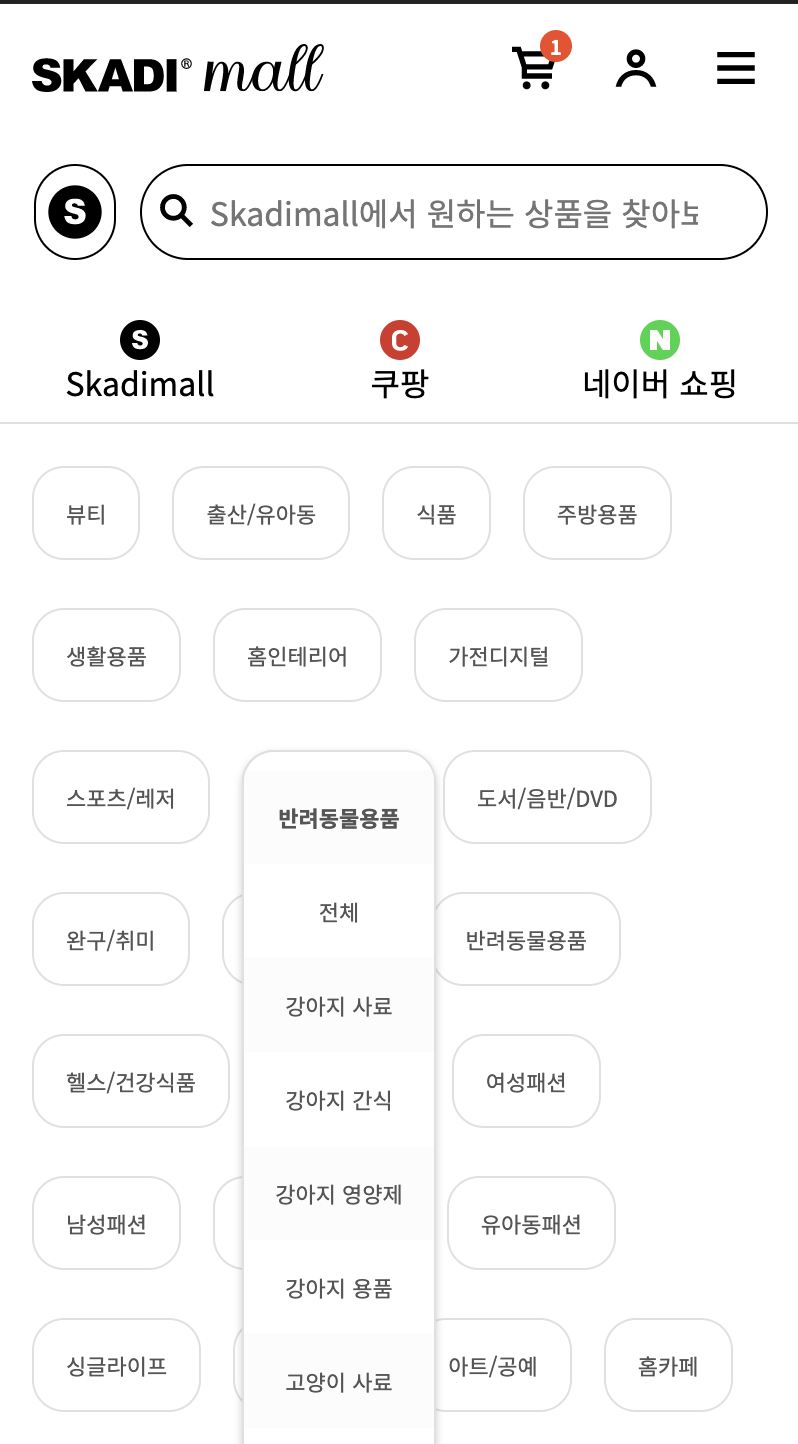 SKADI® mall
1
S
Skadimall에서 원하는 상품을 찾아
S
C
N
Skadimall
쿠팡
네이버 쇼핑
뷰티
출산/유아동
식품
주방용품
생활용품
홈인테리어
가전디지털
스포츠/레저
반려동물용품
도서/음반/DVD
전체
완구/취미
반려동물용품
강아지 사료
헬스/건강식품
강아지 간식
여성패션
강아지 영양제
남성패션
유아동패션
강아지 용품
싱글라이프
고양이 사료
아트/공예
홈카페